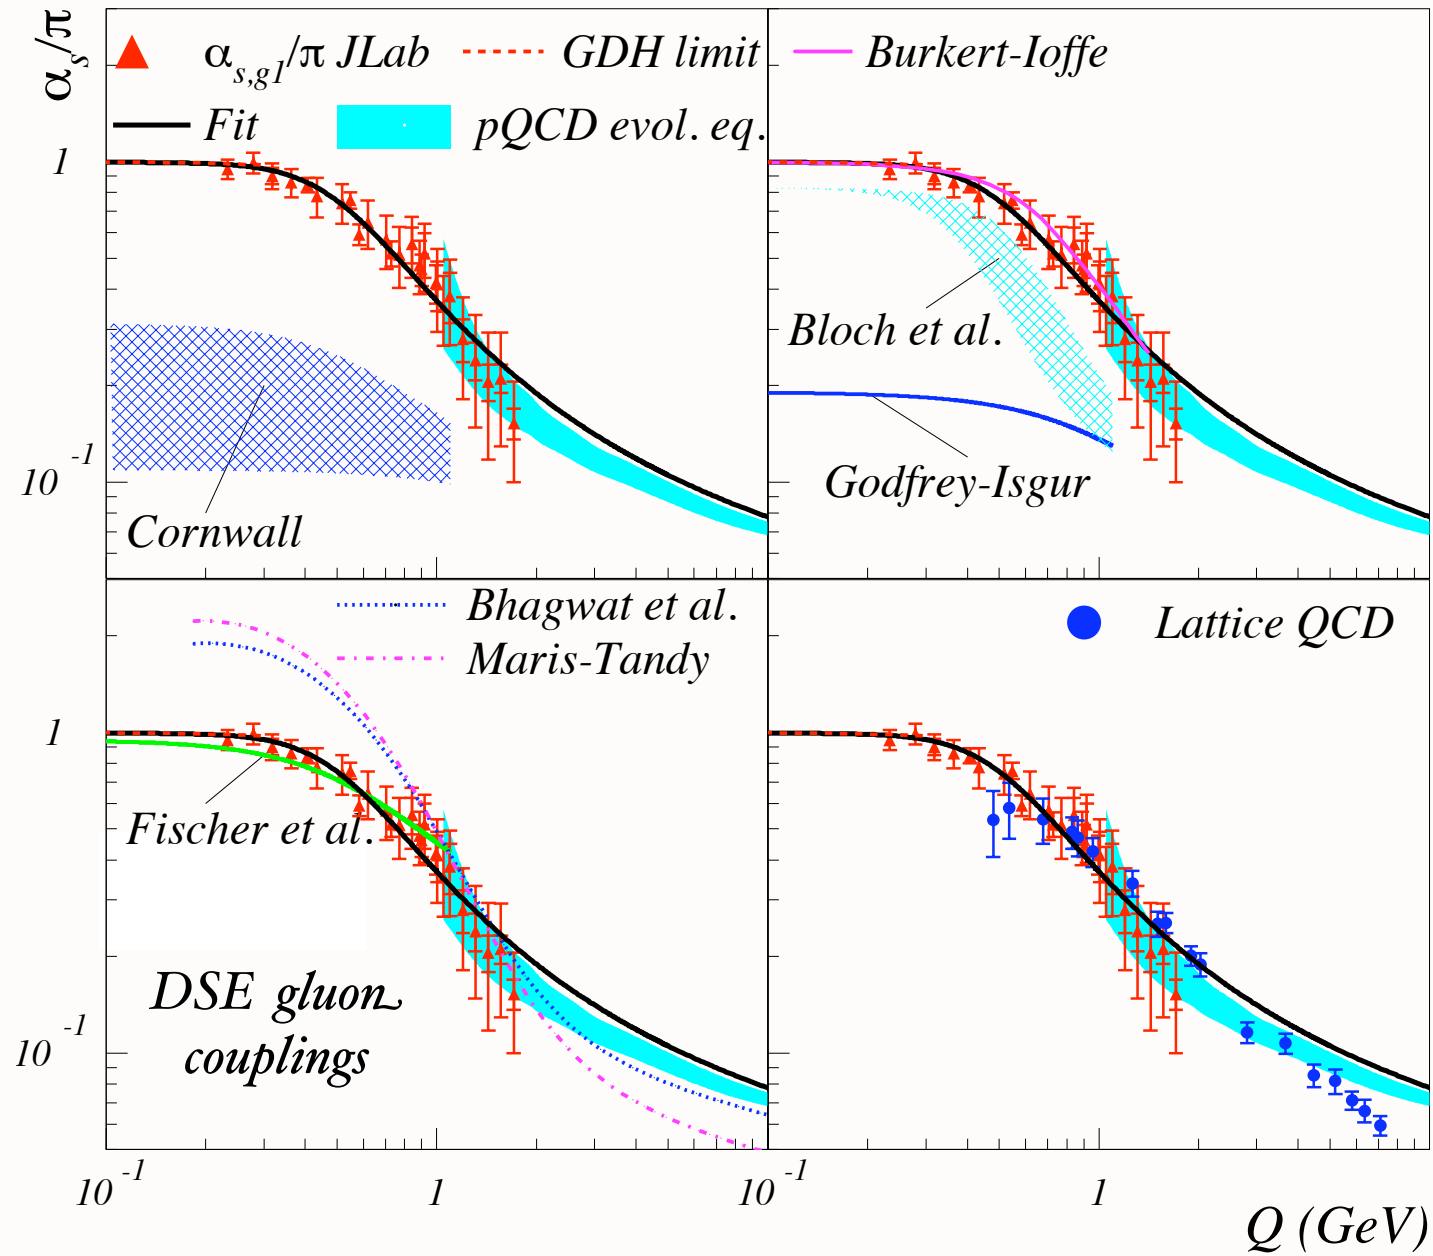 αs/π
αs,g1/π JLab
GDH limit
Burkert-Ioffe
Fit
pQCD evol. eq.
1
Bloch et al.
10 -1
Godfrey-Isgur
Cornwall
Bhagwat et al.
Maris-Tandy
Lattice QCD
1
Fischer et al.
DSE gluon
couplings
10 -1
10 -1
1
10 -1
1
Q (GeV)